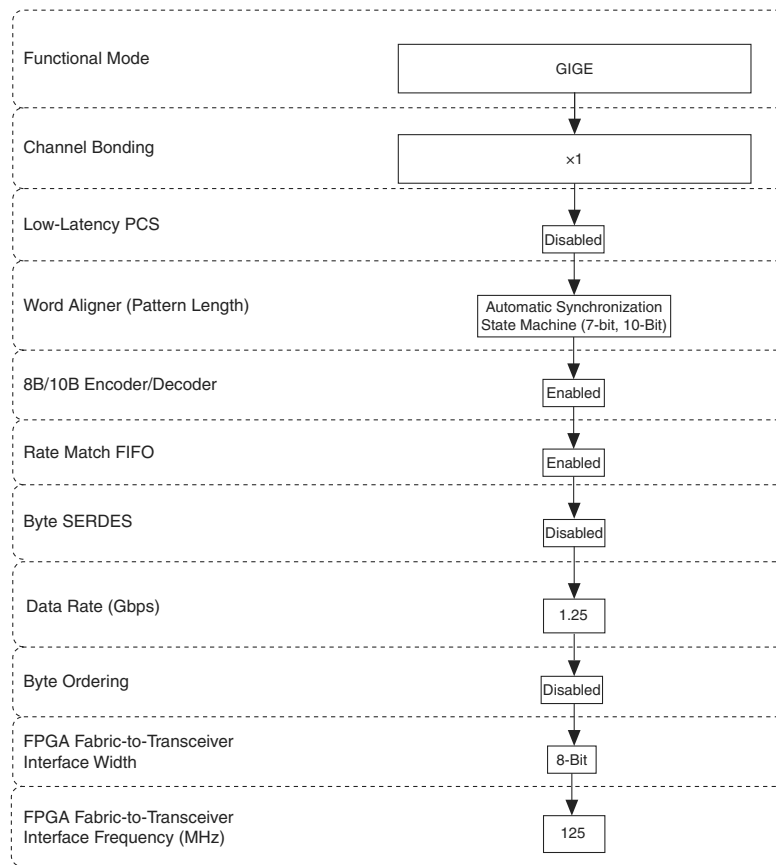 Functional Mode
GIGE
Channel Bonding
×1
Low-Latency PCS
Disabled
Word Aligner (Pattern Length)
Automatic Synchronization
State Machine (7-bit, 10-Bit)
8B/10B Encoder/Decoder
Enabled
Rate Match FIFO
Enabled
Byte SERDES
Disabled
Data Rate (Gbps)
1.25
Byte Ordering
Disabled
FPGA Fabric-to-Transceiver
Interface Width
8-Bit
FPGA Fabric-to-Transceiver
Interface Frequency (MHz)
125